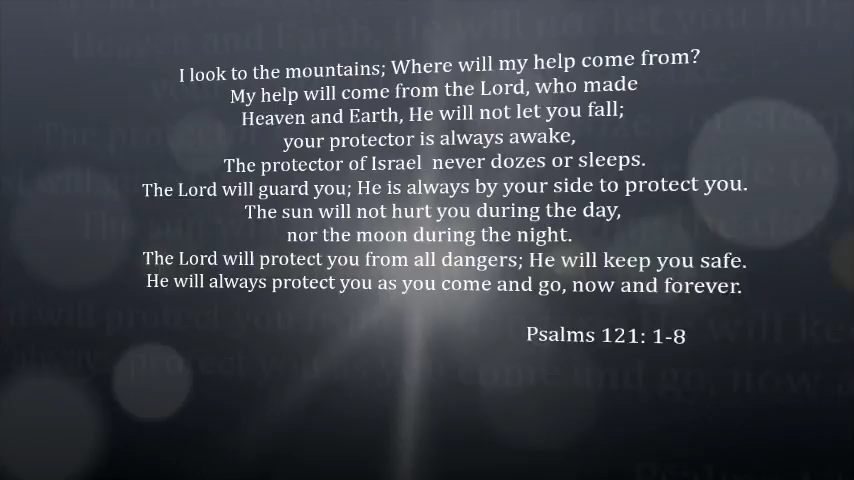 I look to the mountains; Where will my help come from?
My help will come from the Lord, who made
Heaven and Earth, He will not let you fall;
your protector is always awake,
The protector of Israel never dozes or sleeps.
The Lord will guard you; He is always by your side to protect you.
The sun will not hurt you during the day,
nor the moon during the night.
The Lord will protect you from all dangers; He will keep you safe.
He will always protect you as you come and go, now and forever.
Psalms 121: 1-8